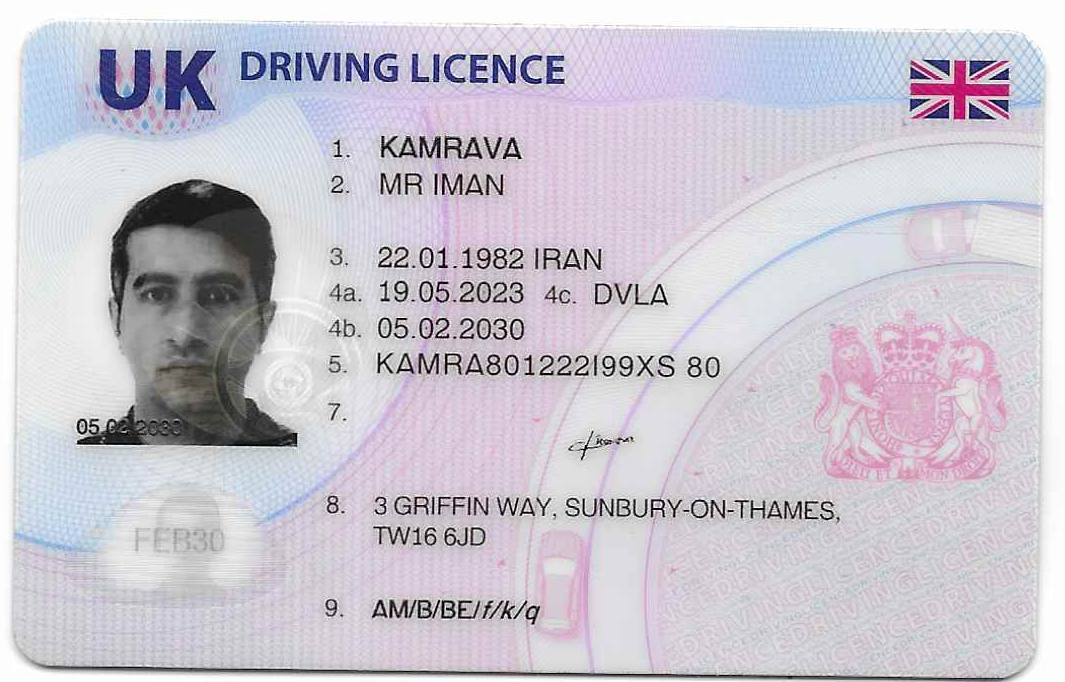 UK DRIVING LICENCE
1. KAMRAVA
2. MR IMAN
3. 22.01.1982 IRAN
4a. 19.05.2023 4c. DVLA
4b. 05.02.2030
5. KAMRA801222I99XS 80
7.
05.02.2030
8. 3 GRIFFIN WAY, SUNBURY-ON-THAMES,
TW16 6JD
FEB30
9. AM/B/BE/f/k/q